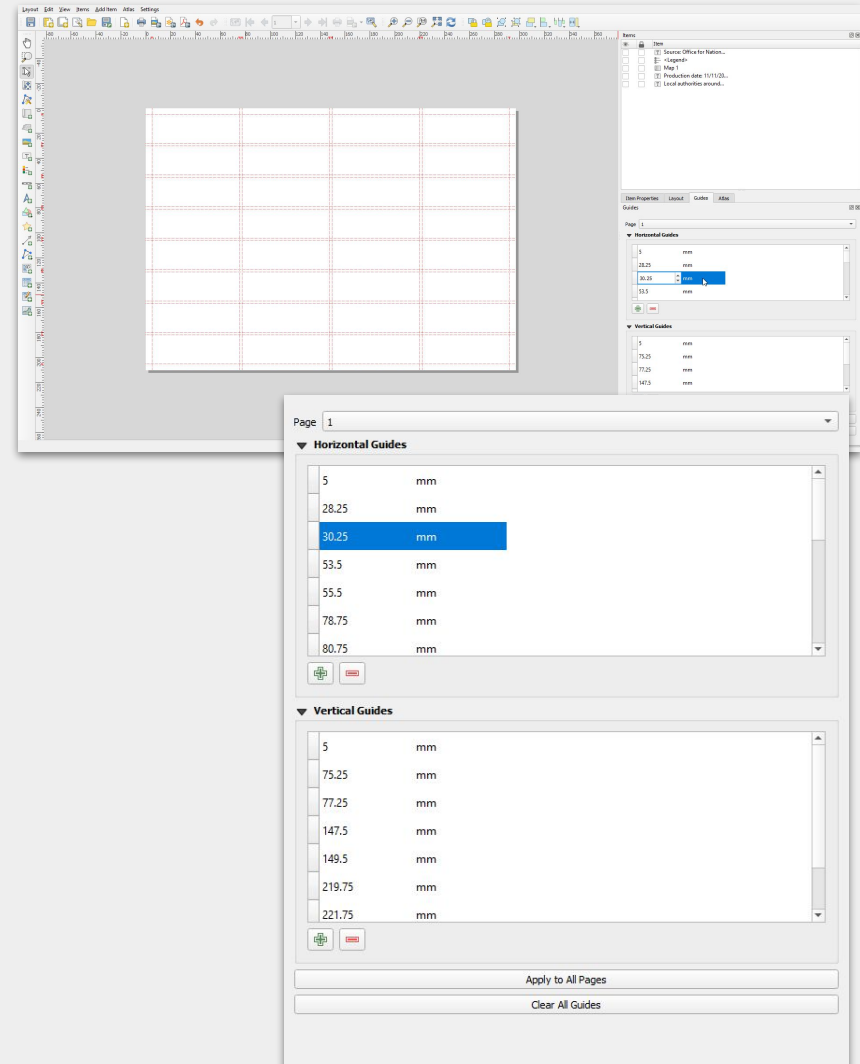 Layout Edit View Items Add Item Atlas Settings
Items
Item
Source: Office for Nation...
<Legend>
Map 1
Production date: 11/11/20...
Local authorities around...
Item Properties Layout Guides Atlas
Guides
Page 1
Horizontal Guides
5 mm
28.25 mm
30.25 mm
53.5 mm
Vertical Guides
5 mm
75.25 mm
77.25 mm
147.5 mm
Page 1
Horizontal Guides
5 mm
28.25 mm
30.25 mm
53.5 mm
55.5 mm
78.75 mm
80.75 mm
Vertical Guides
5 mm
75.25 mm
77.25 mm
147.5 mm
149.5 mm
219.75 mm
221.75 mm
Apply to All Pages
Clear All Guides